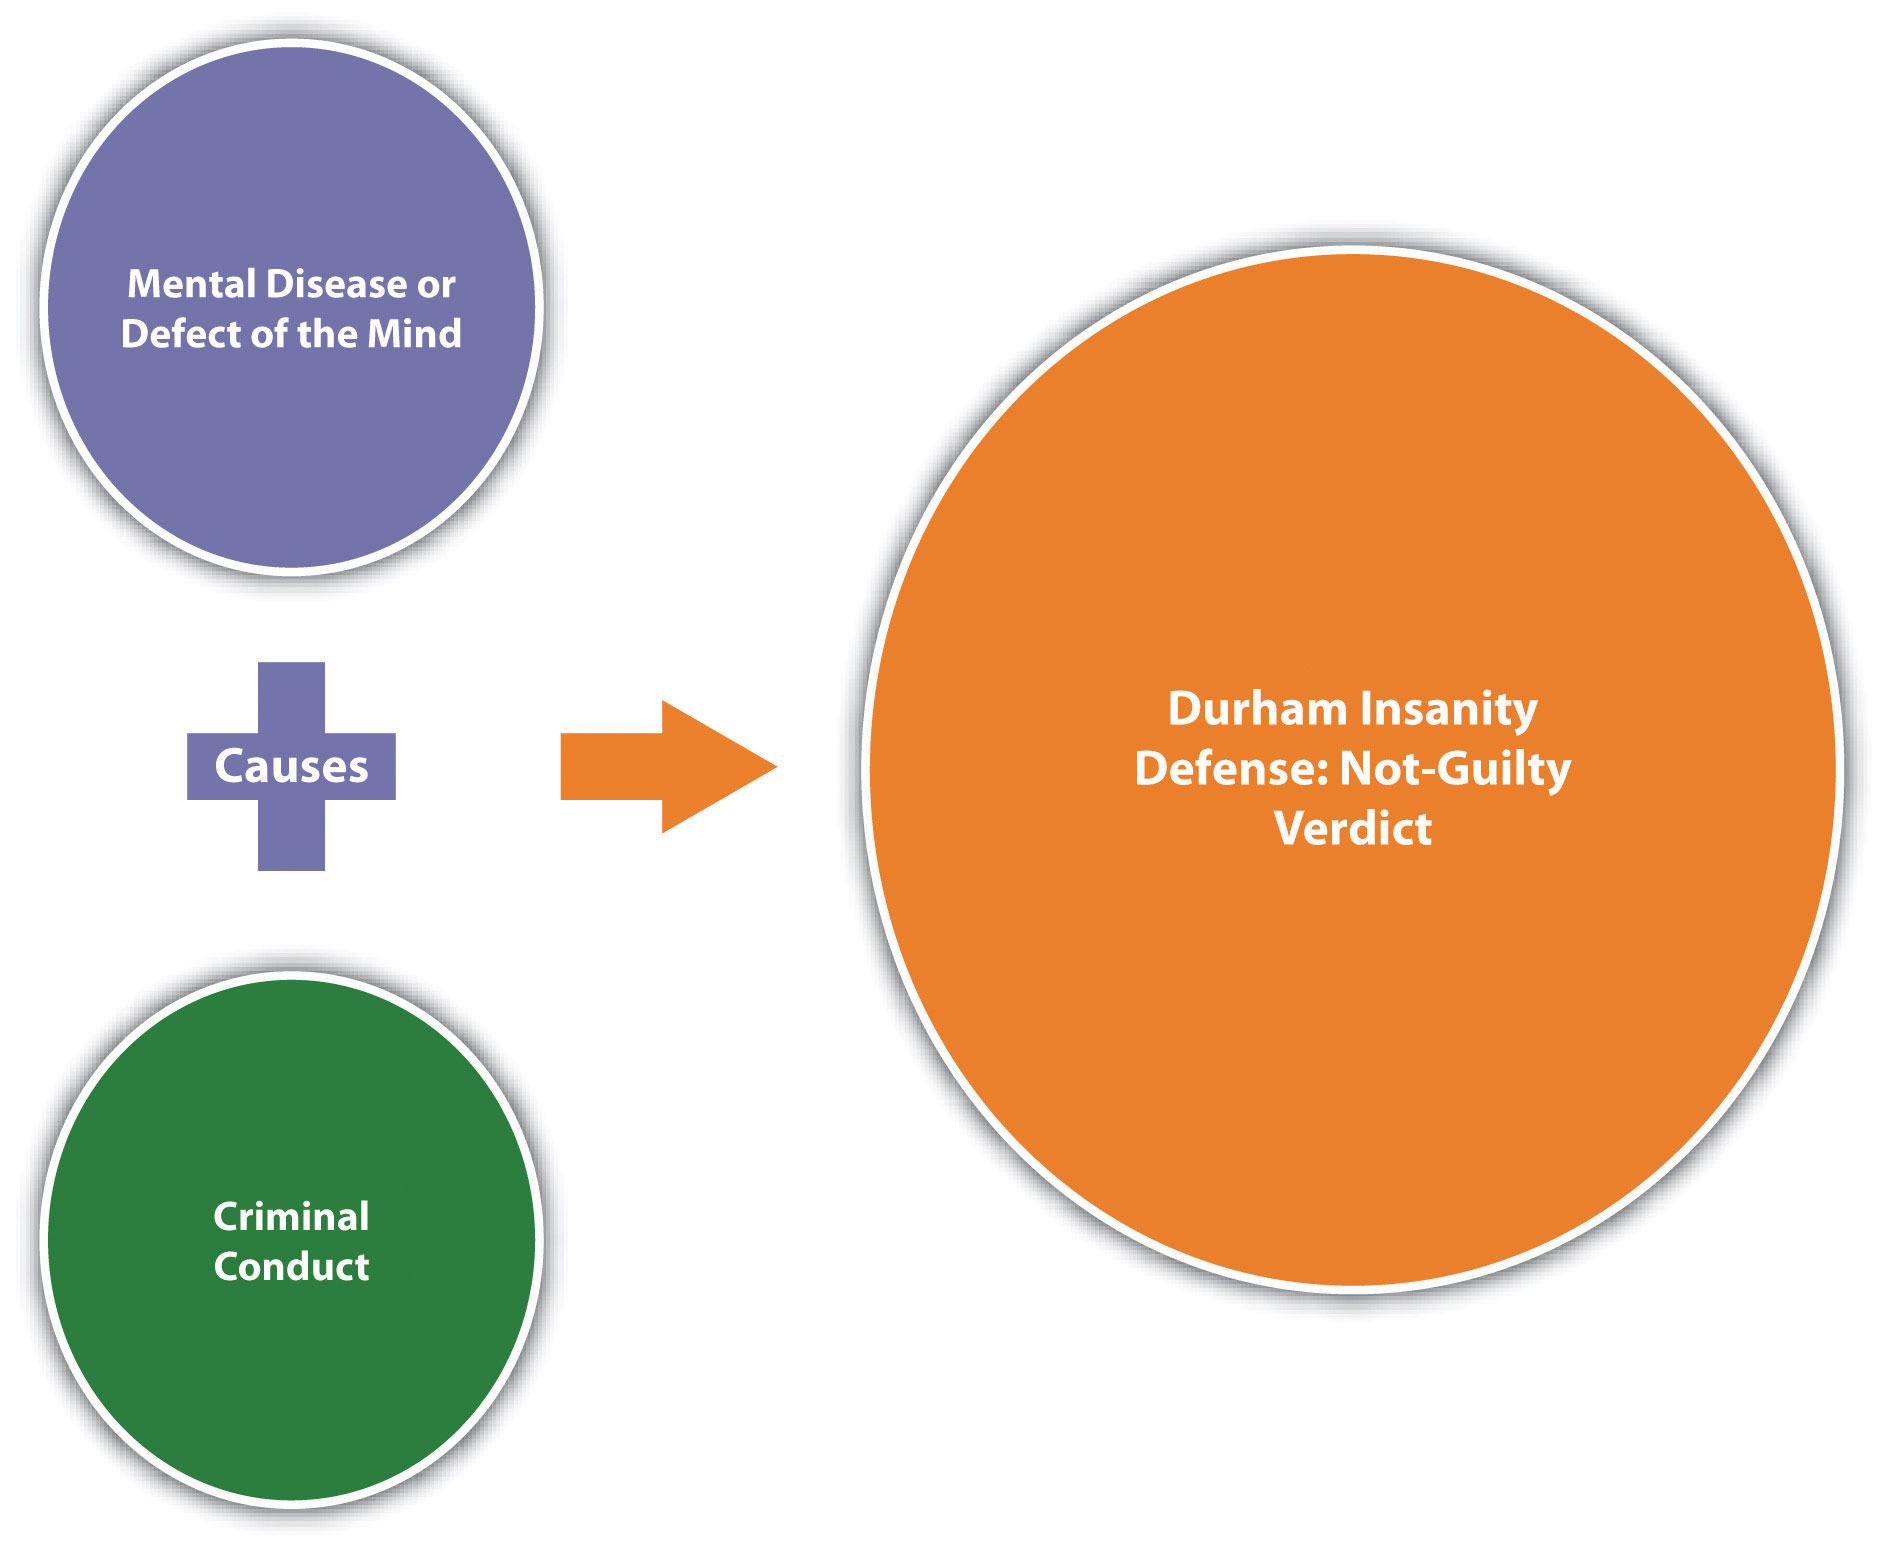 Mental Disease or
Defect of the Mind
Causes
Criminal
Conduct
Durham Insanity
Defense: Not-Guilty
Verdict